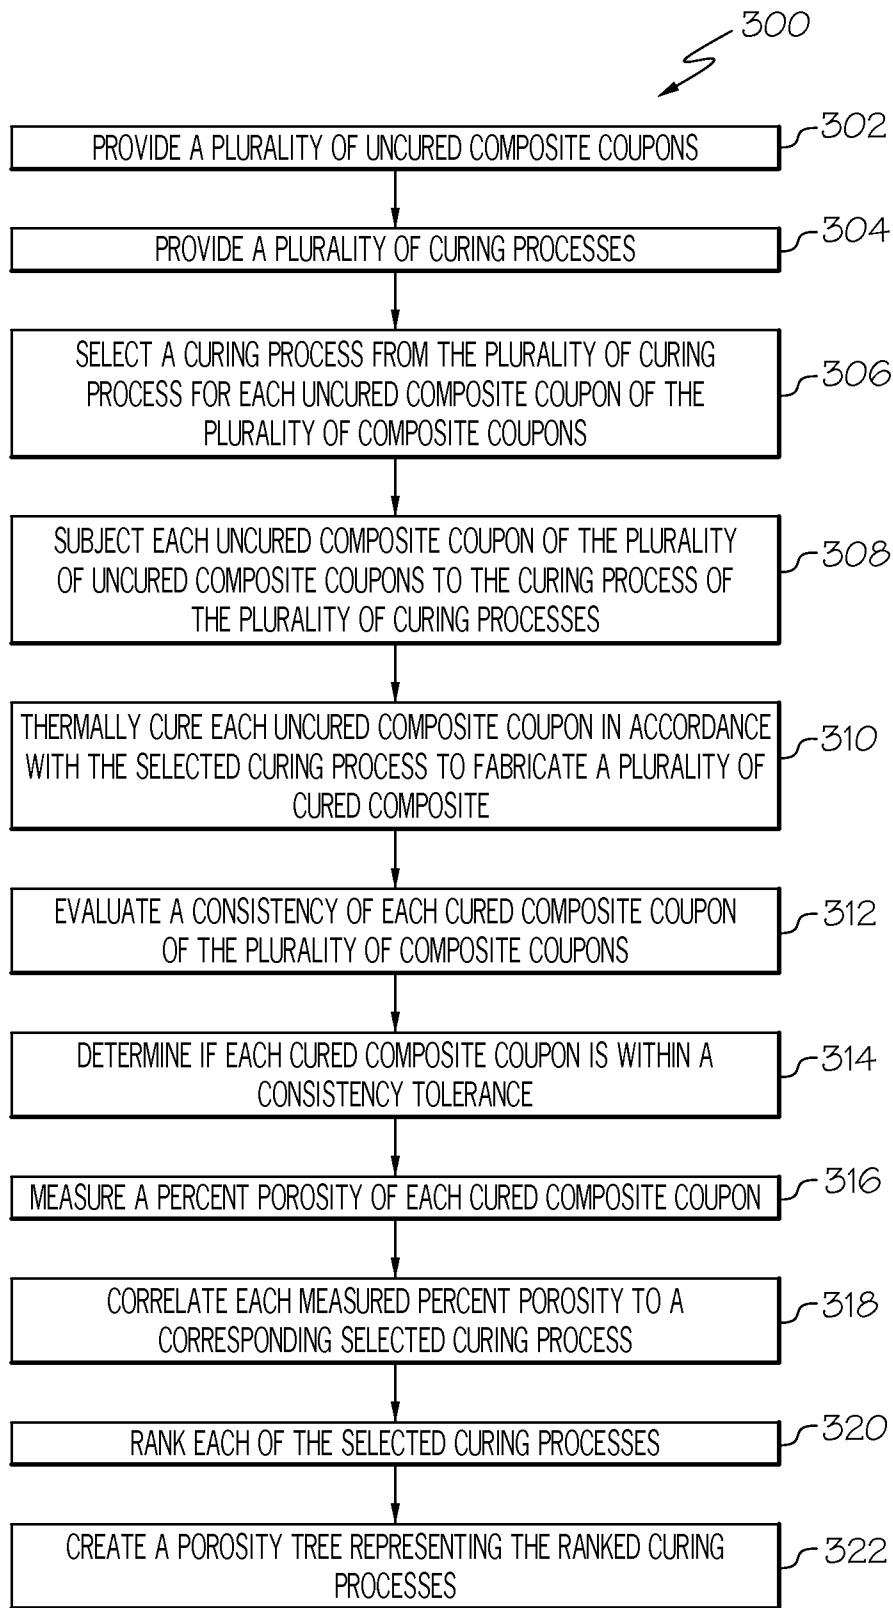 300
PROVIDE A PLURALITY OF UNCURED COMPOSITE COUPONS
302
PROVIDE A PLURALITY OF CURING PROCESSES
304
SELECT A CURING PROCESS FROM THE PLURALITY OF CURING
PROCESS FOR EACH UNCURED COMPOSITE COUPON OF THE
PLURALITY OF COMPOSITE COUPONS
306
SUBJECT EACH UNCURED COMPOSITE COUPON OF THE PLURALITY
OF UNCURED COMPOSITE COUPONS TO THE CURING PROCESS OF
THE PLURALITY OF CURING PROCESSES
308
THERMALLY CURE EACH UNCURED COMPOSITE COUPON IN ACCORDANCE
WITH THE SELECTED CURING PROCESS TO FABRICATE A PLURALITY OF
CURED COMPOSITE
310
EVALUATE A CONSISTENCY OF EACH CURED COMPOSITE COUPON
OF THE PLURALITY OF COMPOSITE COUPONS
312
DETERMINE IF EACH CURED COMPOSITE COUPON IS WITHIN A
CONSISTENCY TOLERANCE
314
MEASURE A PERCENT POROSITY OF EACH CURED COMPOSITE COUPON
316
CORRELATE EACH MEASURED PERCENT POROSITY TO A
CORRESPONDING SELECTED CURING PROCESS
318
RANK EACH OF THE SELECTED CURING PROCESSES
320
CREATE A POROSITY TREE REPRESENTING THE RANKED CURING
PROCESSES
322